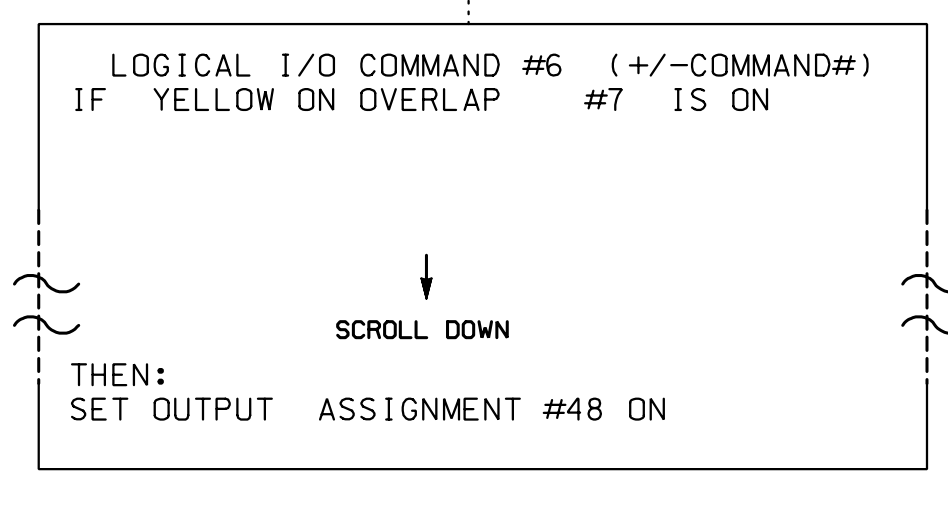 LOGICAL I/O COMMAND #6 (+/-COMMAND#)
IF YELLOW ON OVERLAP #7 IS ON
SCROLL DOWN
THEN:
SET OUTPUT ASSIGNMENT #48 ON